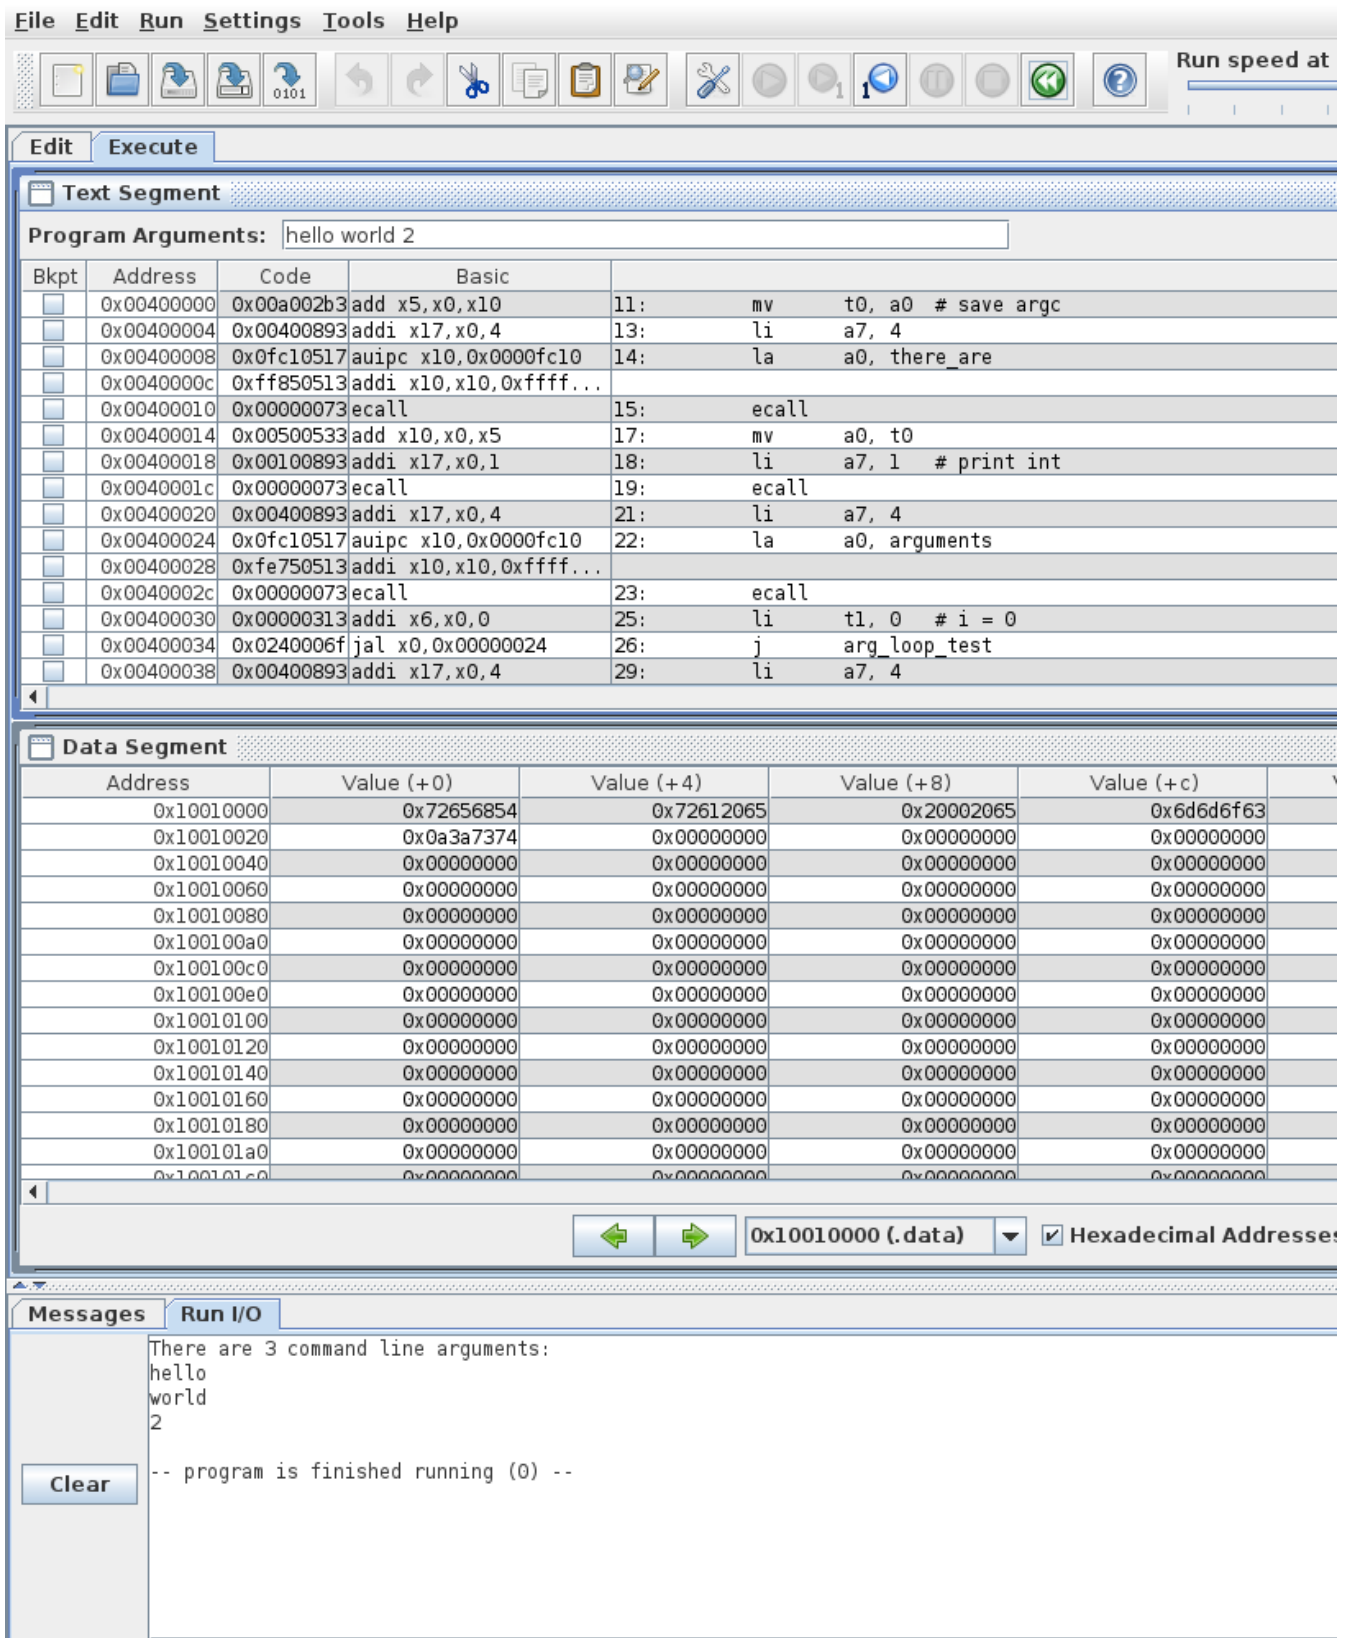 File Edit Run Settings Tools Help
Run speed at
Edit Execute
Text Segment
Program Arguments: hello world 2
Bkpt Address Code Basic
0x00400000 0x00a002b3 add x5,x0,x10 11: mv t0, a0 # save argc
0x00400004 0x00400893 addi x17,x0,4 13: li a7, 4
0x00400008 0x0fc10517 auipc x10,0x0000fc10 14: la a0, there_are
0x0040000c 0xff850513 addi x10,x10,0xffff...
0x00400010 0x00000073 ecall 15: ecall
0x00400014 0x00500533 add x10,x0,x5 17: mv a0, t0
0x00400018 0x00100893 addi x17,x0,1 18: li a7, 1 # print int
0x0040001c 0x00000073 ecall 19: ecall
0x00400020 0x00400893 addi x17,x0,4 21: li a7, 4
0x00400024 0x0fc10517 auipc x10,0x0000fc10 22: la a0, arguments
0x00400028 0xfe750513 addi x10,x10,0xffff...
0x0040002c 0x00000073 ecall 23: ecall
0x00400030 0x00000313 addi x6,x0,0 25: li t1, 0 # i = 0
0x00400034 0x0240006f jal x0,0x00000024 26: j arg_loop_test
0x00400038 0x00400893 addi x17,x0,4 29: li a7, 4
Data Segment
Address Value (+0) Value (+4) Value (+8) Value (+c)
0x10010000 0x72656854 0x72612065 0x20002065 0x6d6d6f63
0x10010020 0x0a3a7374 0x00000000 0x00000000 0x00000000
0x10010040 0x00000000 0x00000000 0x00000000 0x00000000
0x10010060 0x00000000 0x00000000 0x00000000 0x00000000
0x10010080 0x00000000 0x00000000 0x00000000 0x00000000
0x100100a0 0x00000000 0x00000000 0x00000000 0x00000000
0x100100c0 0x00000000 0x00000000 0x00000000 0x00000000
0x100100e0 0x00000000 0x00000000 0x00000000 0x00000000
0x10010100 0x00000000 0x00000000 0x00000000 0x00000000
0x10010120 0x00000000 0x00000000 0x00000000 0x00000000
0x10010140 0x00000000 0x00000000 0x00000000 0x00000000
0x10010160 0x00000000 0x00000000 0x00000000 0x00000000
0x10010180 0x00000000 0x00000000 0x00000000 0x00000000
0x100101a0 0x00000000 0x00000000 0x00000000 0x00000000
0x100101c0 0x00000000 0x00000000 0x00000000 0x00000000
0x10010000 (.data) Hexadecimal Addresses
Messages Run I/O
There are 3 command line arguments:
hello
world
2
-- program is finished running (0) --
Clear